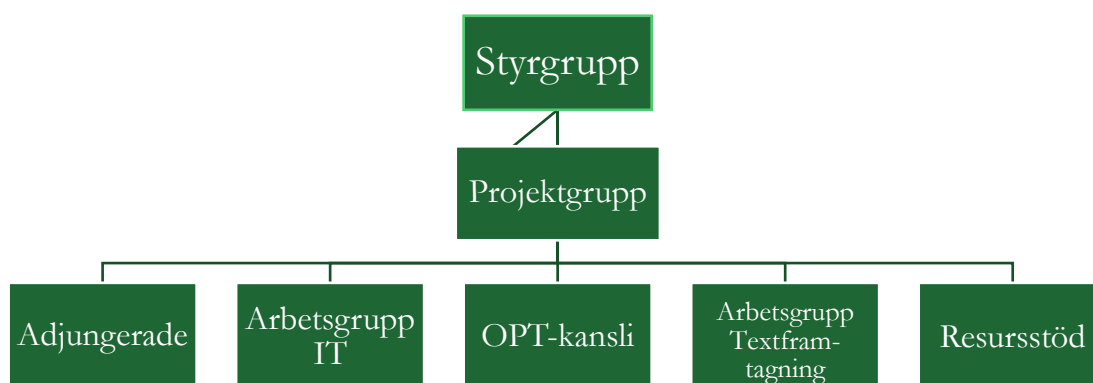 Styrgrupp
Projektgrupp
Adjungerade
Arbetsgrupp
IT
OPT-kansli
Arbetsgrupp
Textfram-
tagning
Resursstöd